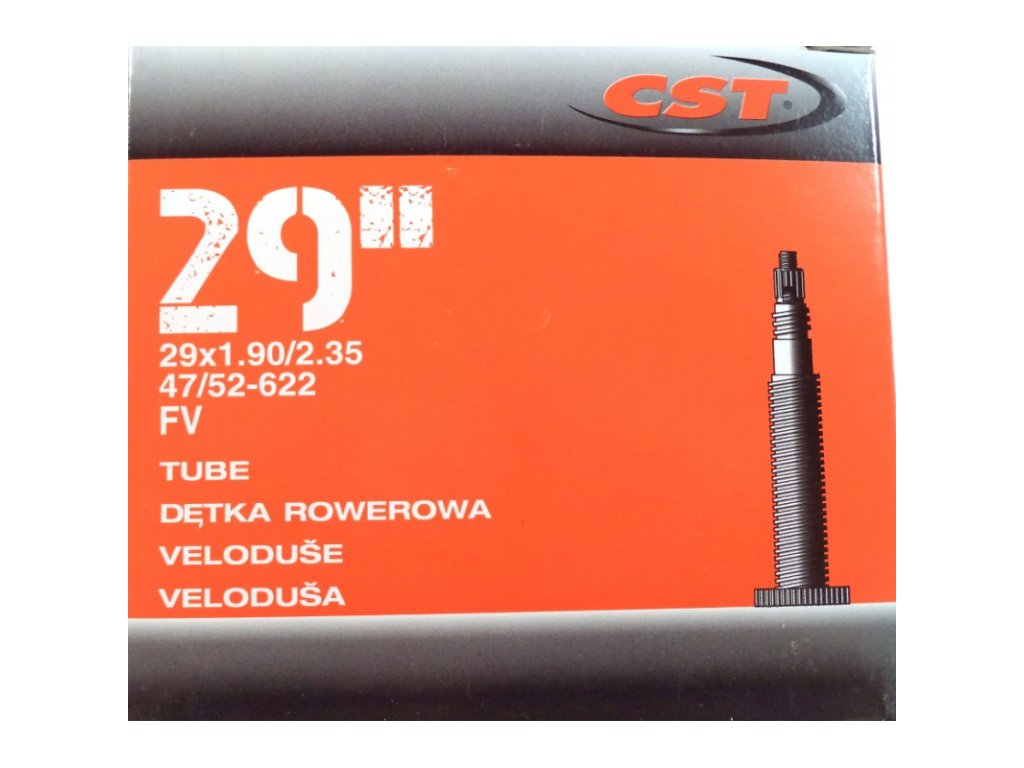 CST®
29"
29x1.90/2.35
47/52-622
FV
TUBE
DĘTKA ROWEROWA
VELODUŠE
VELODUŠA